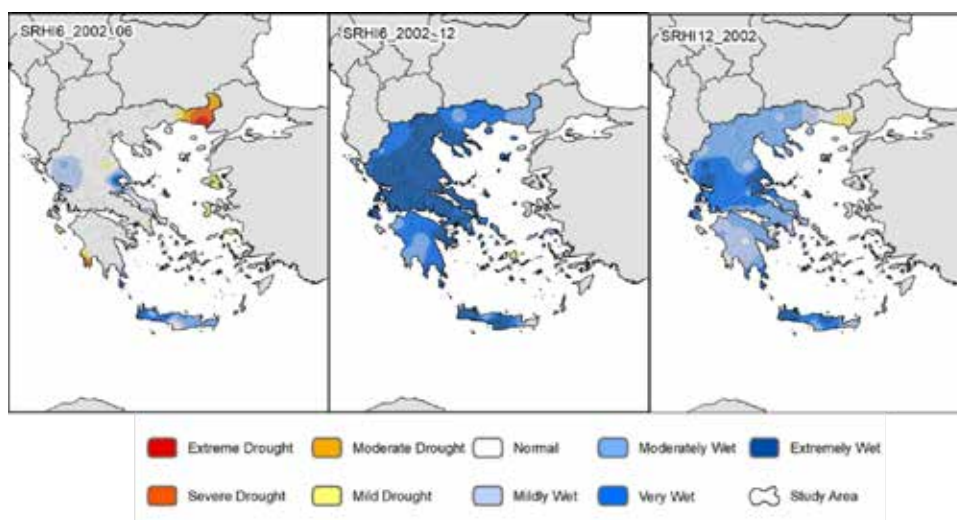 SRHI6_2002_06
SRHI6_2002_12
SRHI12_2002
Extreme Drought
Moderate Drought
Normal
Moderately Wet
Extremely Wet
Severe Drought
Mild Drought
Mildly Wet
Very Wet
Study Area